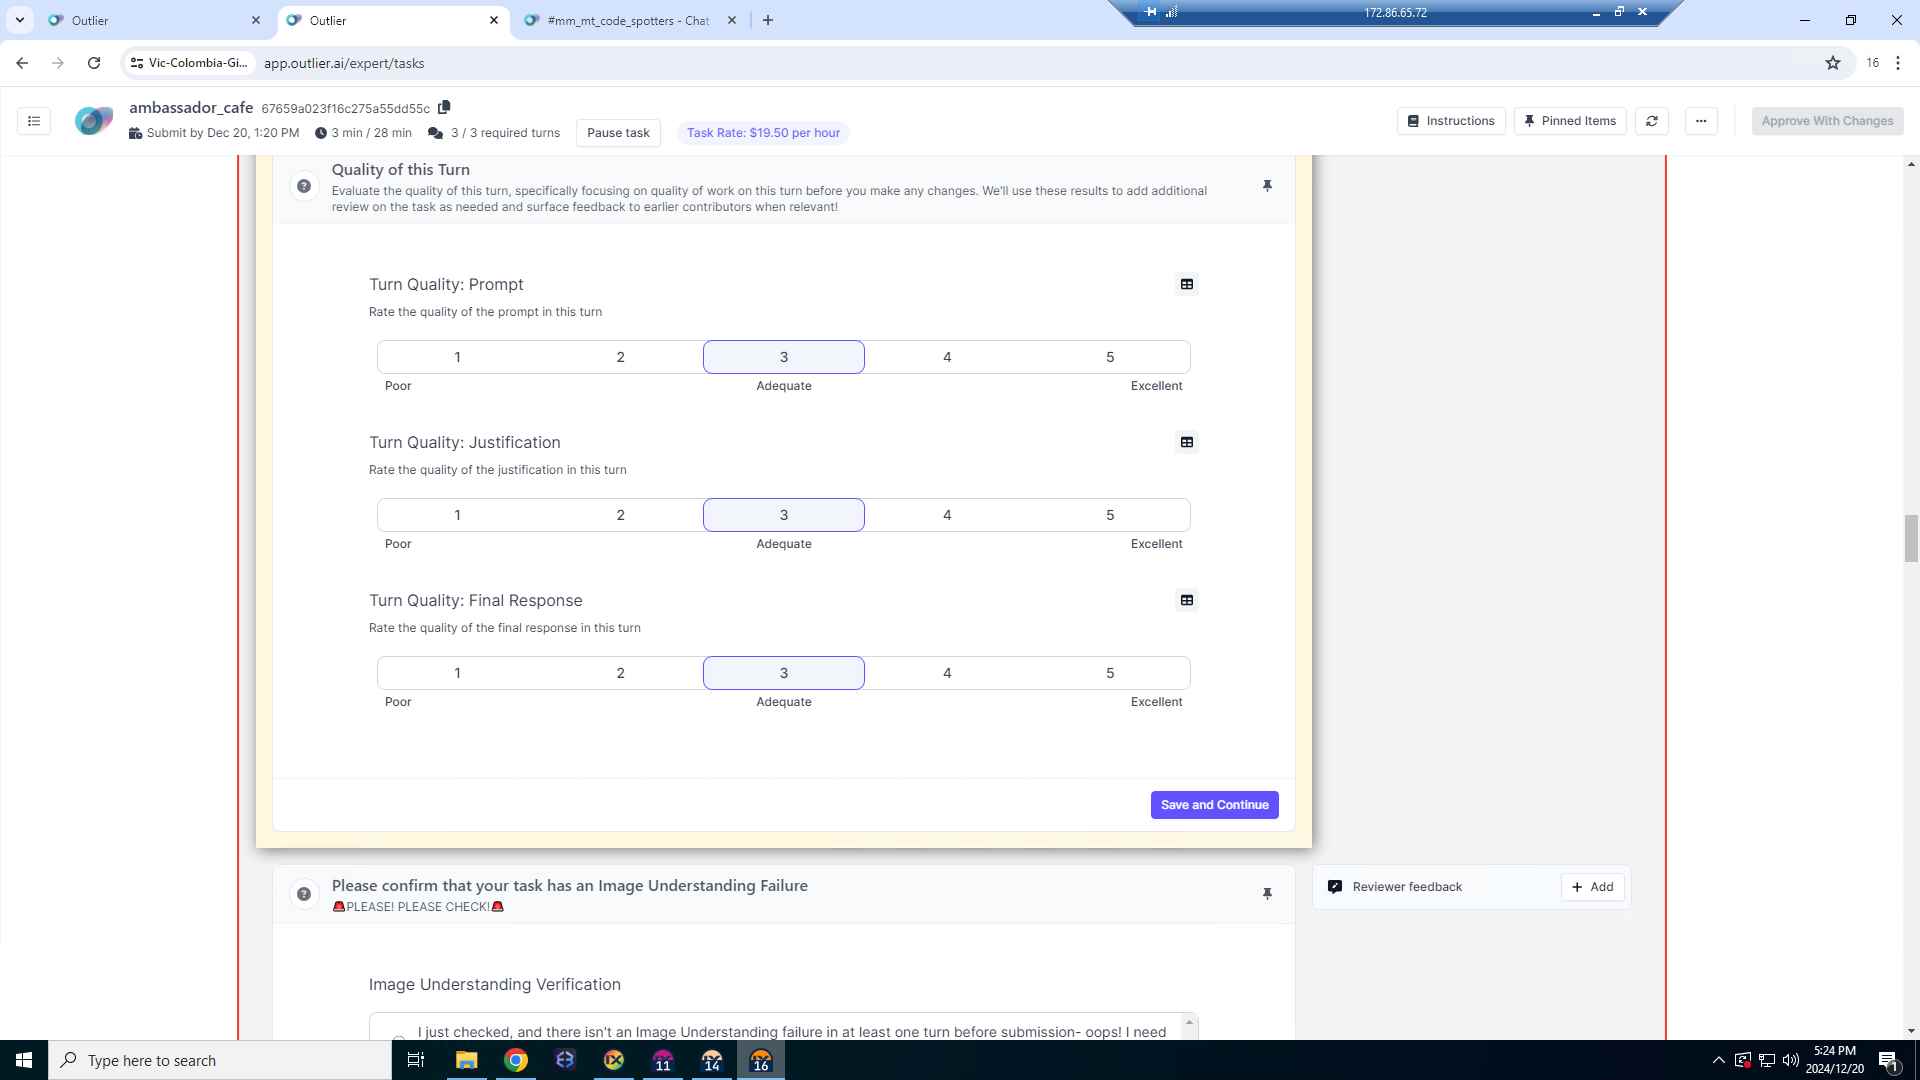 Outlier
Outlier
#mm_mt_code_spotters - Chat
172.86.65.72
Vic-Colombia-Gi...
app.outlier.ai/expert/tasks
16
ambassador_cafe 67659a023f16c275a55dd55c
Submit by Dec 20, 1:20 PM
3 min / 28 min
3 / 3 required turns
Pause task
Task Rate: $19.50 per hour
Instructions
Pinned Items
Approve With Changes
Quality of this Turn
Evaluate the quality of this turn, specifically focusing on quality of work on this turn before you make any changes. We'll use these results to add additional
review on the task as needed and surface feedback to earlier contributors when relevant!
Turn Quality: Prompt
Rate the quality of the prompt in this turn
1 2 3 4 5
Poor Adequate Excellent
Turn Quality: Justification
Rate the quality of the justification in this turn
1 2 3 4 5
Poor Adequate Excellent
Turn Quality: Final Response
Rate the quality of the final response in this turn
1 2 3 4 5
Poor Adequate Excellent
Save and Continue
Please confirm that your task has an Image Understanding Failure
🚨PLEASE! PLEASE CHECK!🚨
Reviewer feedback
Add
Image Understanding Verification
I just checked, and there isn't an Image Understanding failure in at least one turn before submission- oops! I need
Type here to search
11
14
16
5:24 PM
2024/12/20
1